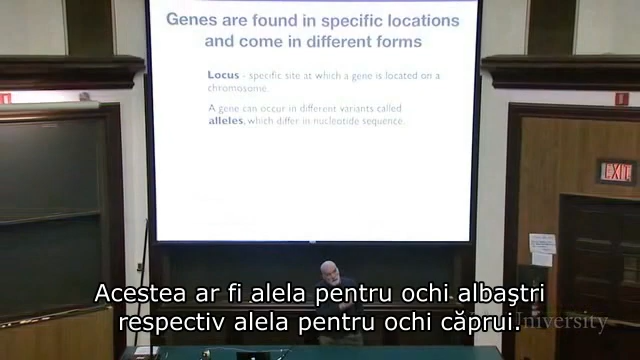 Genes are found in specific locations
and come in different forms
Locus - specific site at which a gene is located on a
chromosome.
A gene can occur in different variants called
alleles, which differ in nucleotide sequence.
EXIT
Acestea ar fi alela pentru ochi albaştri
respectiv alela pentru ochi căprui.
University